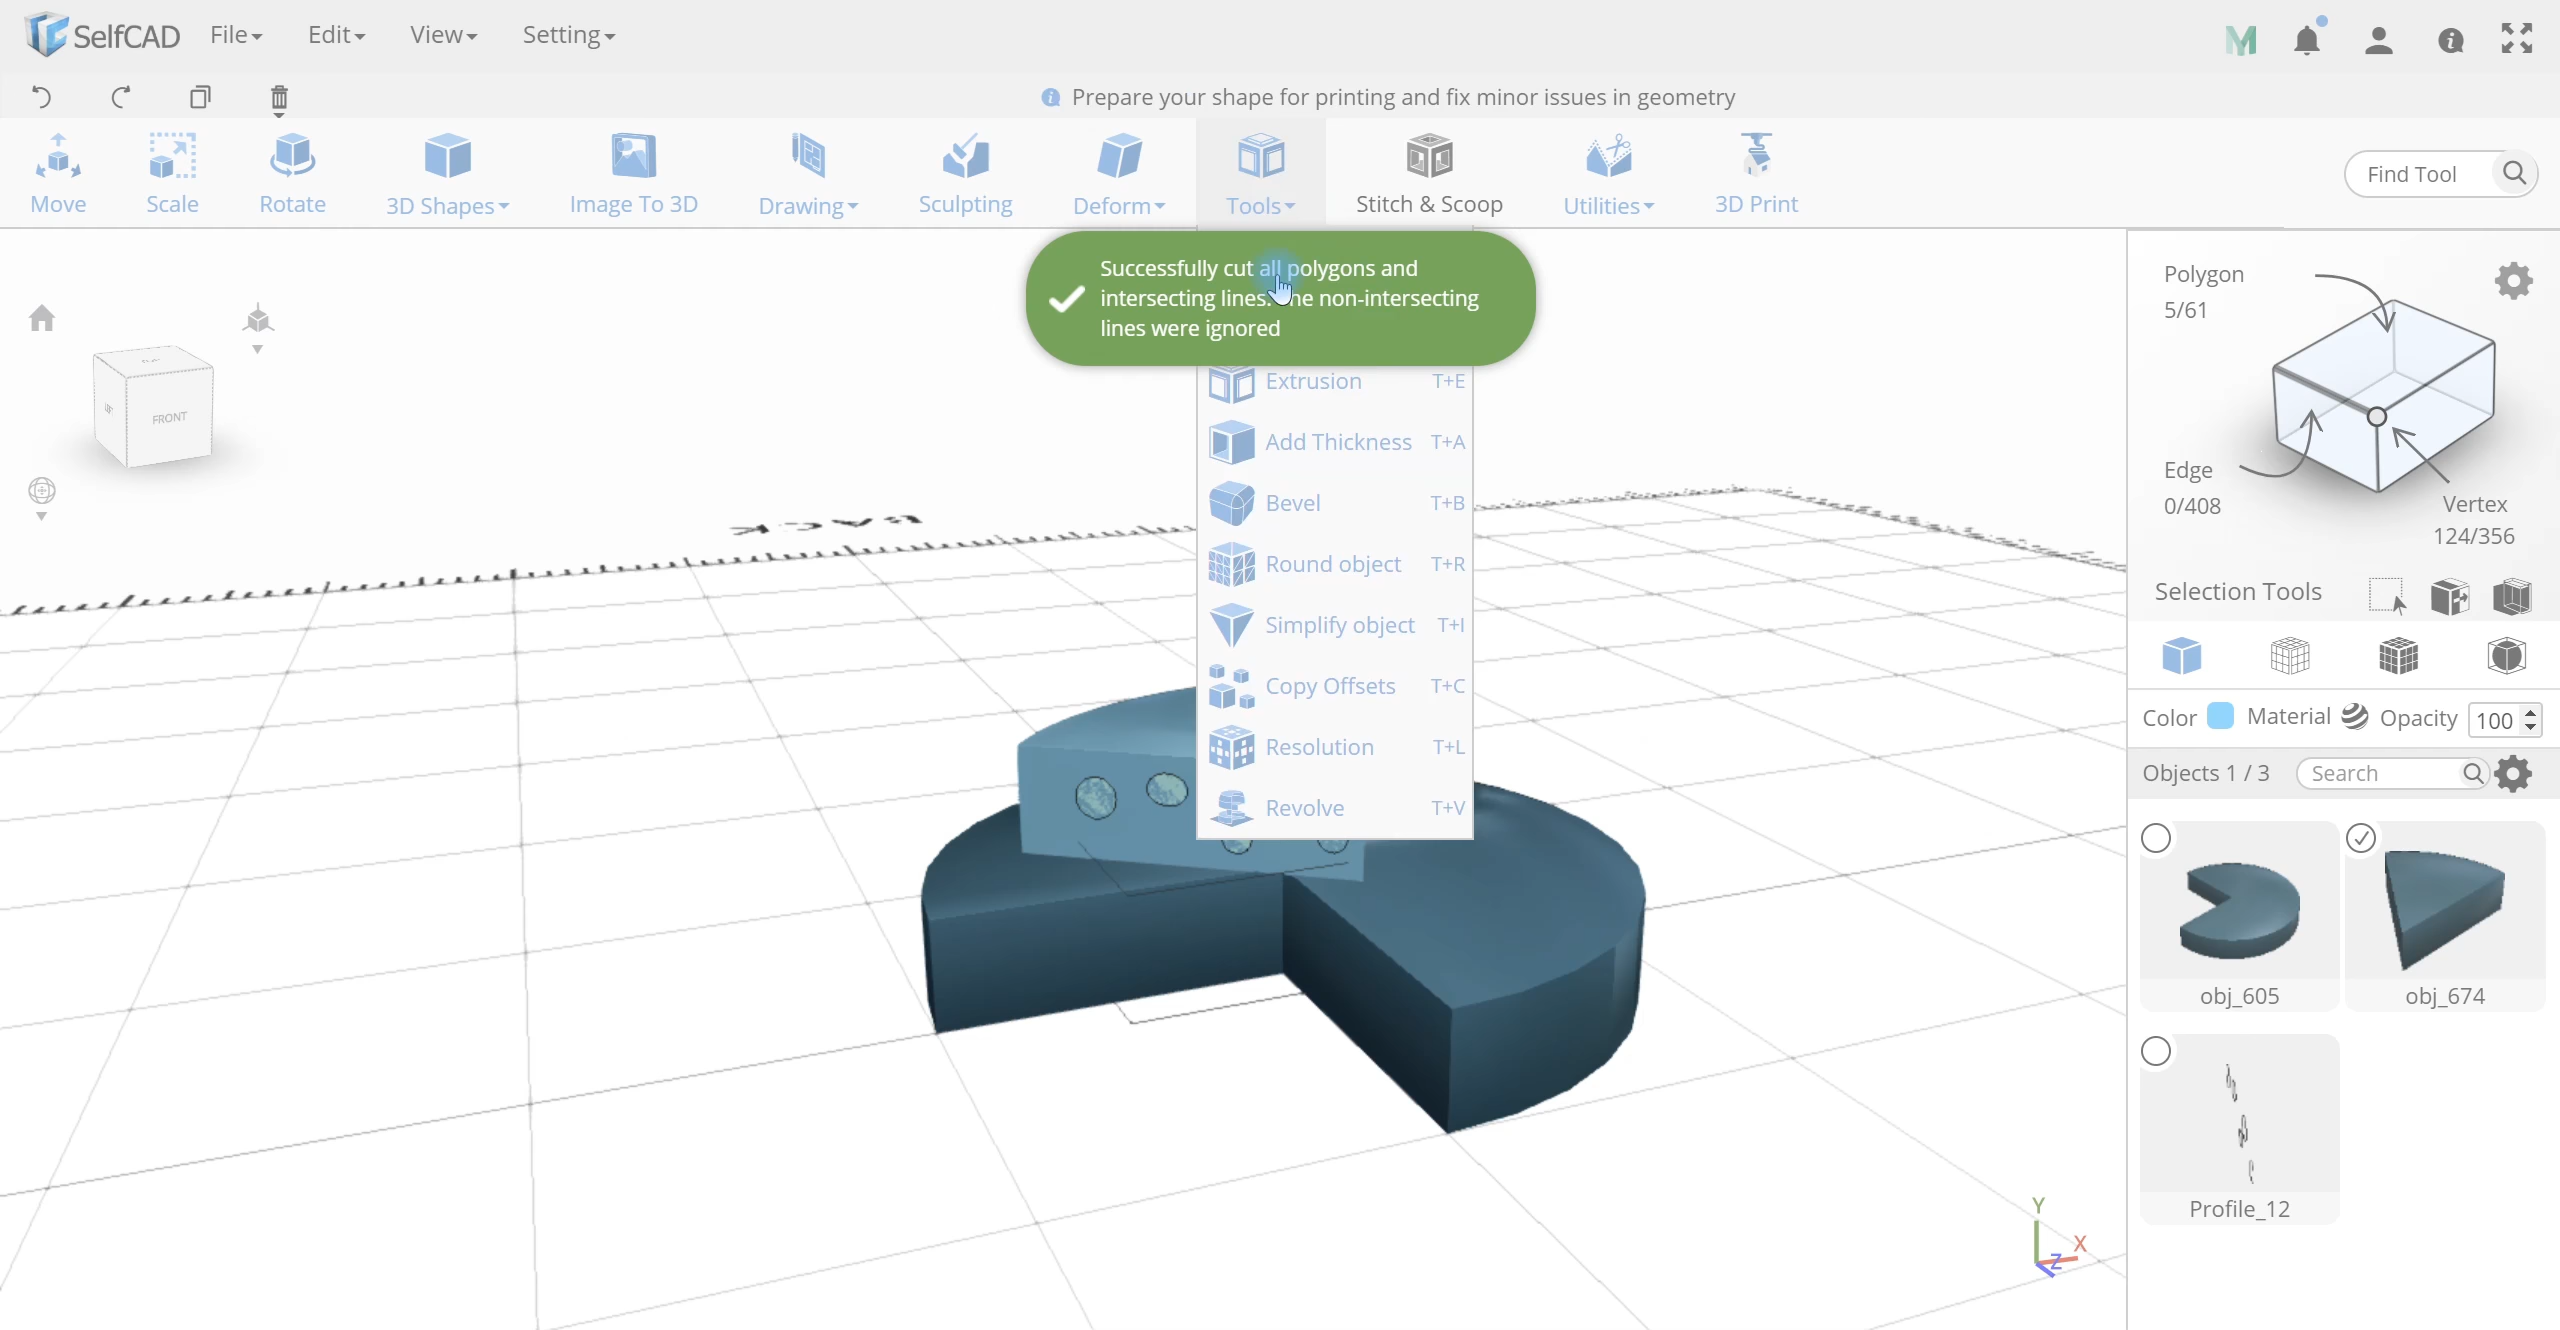 SelfCAD File Edit View Setting
Prepare your shape for printing and fix minor issues in geometry
Move Scale Rotate 3D Shapes Image To 3D Drawing Sculpting Deform Tools Stitch & Scoop Utilities 3D Print
Find Tool
Successfully cut all polygons and
intersecting lines. he non-intersecting
lines were ignored
Extrusion T+E
Add Thickness T+A
Bevel T+B
Round object T+R
Simplify object T+I
Copy Offsets T+C
Resolution T+L
Revolve T+V
FRONT
BACK
Y
X
Z
Polygon
5/61
Edge
0/408
Vertex
124/356
Selection Tools
Color Material Opacity 100
Objects 1 / 3 Search
obj_605 obj_674
Profile_12